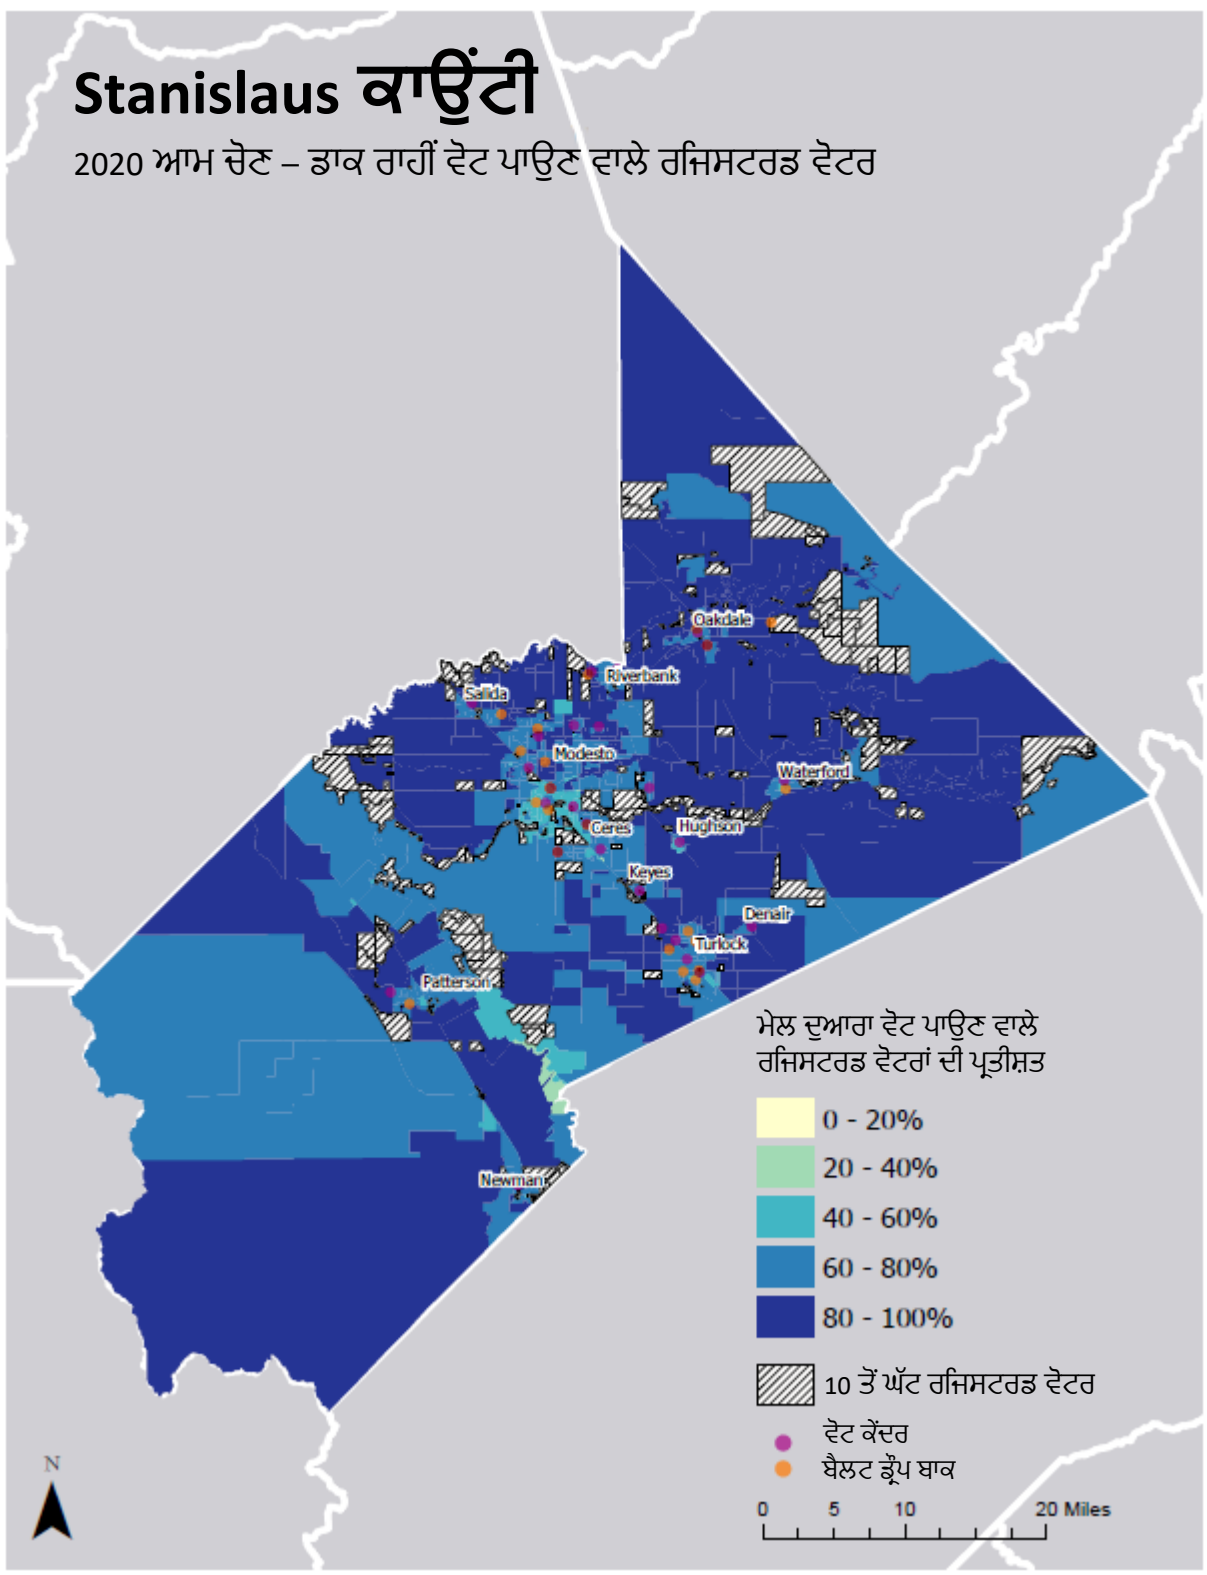 Stanislaus ਕਾਉਂਟੀ
2020 ਆਮ ਚੋਣ – ਡਾਕ ਰਾਹੀਂ ਵੋਟ ਪਾਉਣ ਵਾਲੇ ਰਜਿਸਟਰਡ ਵੋਟਰ
Oakdale
Riverbank
Salida
Modesto
Waterford
Ceres
Hughson
Keyes
Denair
Turlock
Patterson
Newman
ਮੇਲ ਦੁਆਰਾ ਵੋਟ ਪਾਉਣ ਵਾਲੇ
ਰਜਿਸਟਰਡ ਵੋਟਰਾਂ ਦੀ ਪ੍ਰਤੀਸ਼ਤ
0 - 20%
20 - 40%
40 - 60%
60 - 80%
80 - 100%
10 ਤੋਂ ਘੱਟ ਰਜਿਸਟਰਡ ਵੋਟਰ
ਵੋਟ ਕੇਂਦਰ
ਬੈਲਟ ਡ੍ਰੌਪ ਬਾਕ
N
0 5 10 20 Miles